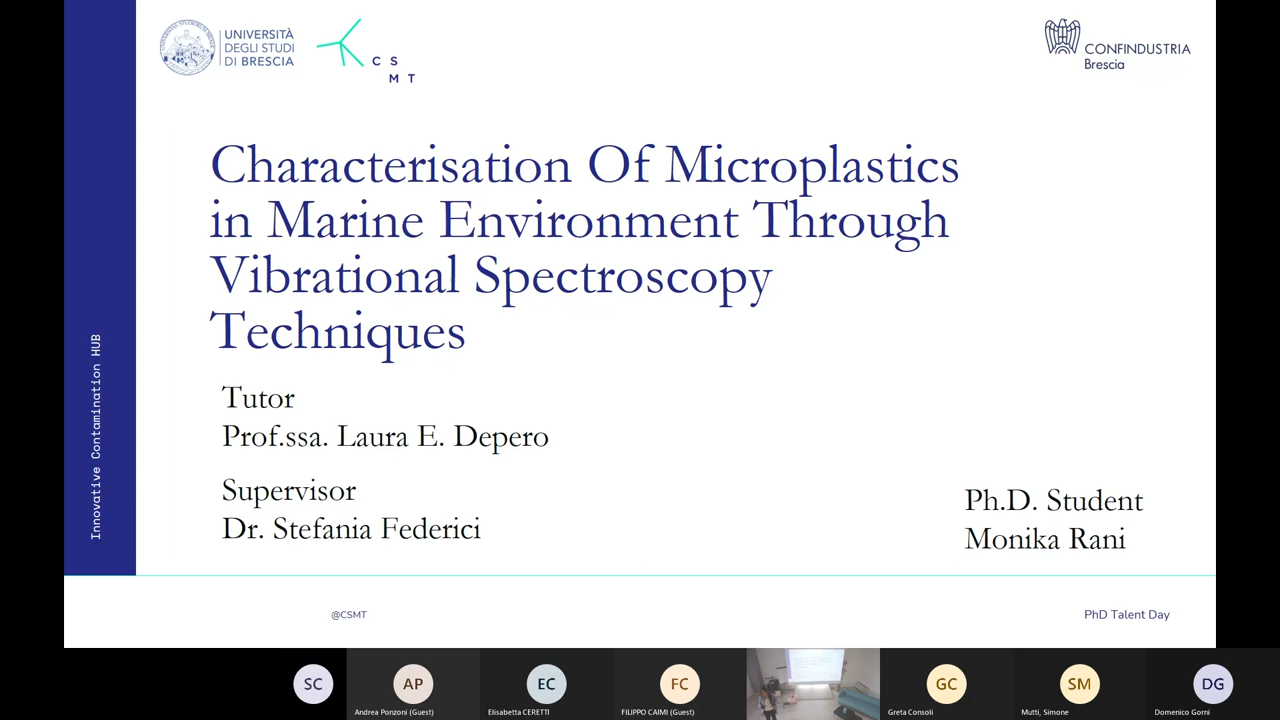 UNIVERSITÀ
DEGLI STUDI
DI BRESCIA
C S
M T
CONFINDUSTRIA
Brescia
Characterisation Of Microplastics
in Marine Environment Through
Vibrational Spectroscopy
Techniques
Tutor
Prof.ssa. Laura E. Depero
Supervisor
Dr. Stefania Federici
Ph.D. Student
Monika Rani
Innovative Contamination HUB
@CSMT
PhD Talent Day
SC
AP
EC
FC
GC
SM
DG
Andrea Ponzoni (Guest)
Elisabetta CERETTI
FILIPPO CAIMI (Guest)
Greta Consoli
Mutti, Simone
Domenico Gorni